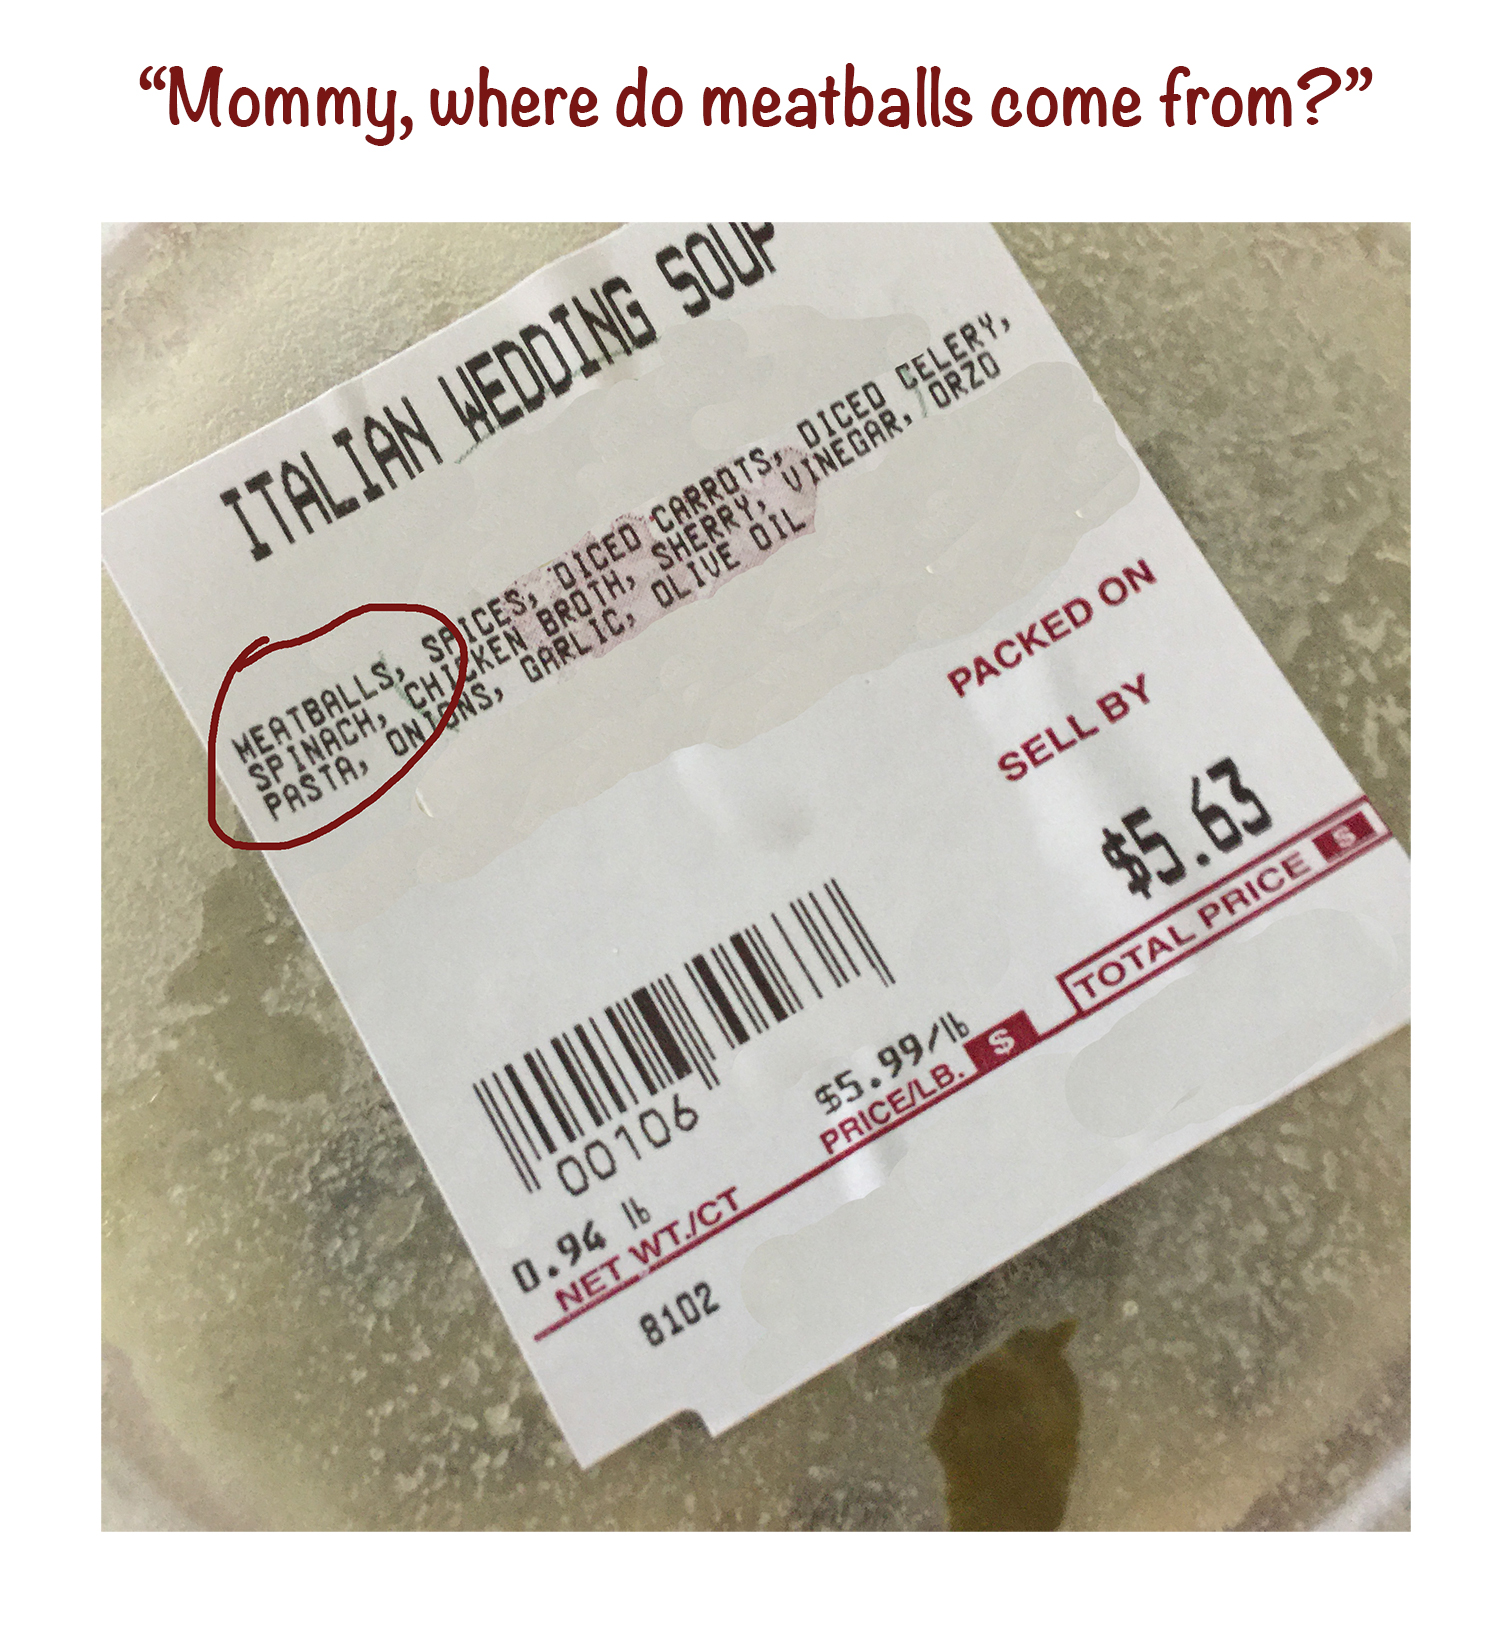 “Mommy, where do meatballs come from?”
ITALIAN WEDDING SOUP
MEATBALLS, SPICES, DICED CARROTS, DICED CELERY,
SPINACH, CHICKEN BROTH, SHERRY, VINEGAR, ORZO
PASTA, ONIONS, GARLIC, OLIVE OIL
PACKED ON
SELL BY
$5.63
TOTAL PRICE $
00106
$5.99/lb
PRICE/LB. $
0.94 lb
NET WT./CT
8102